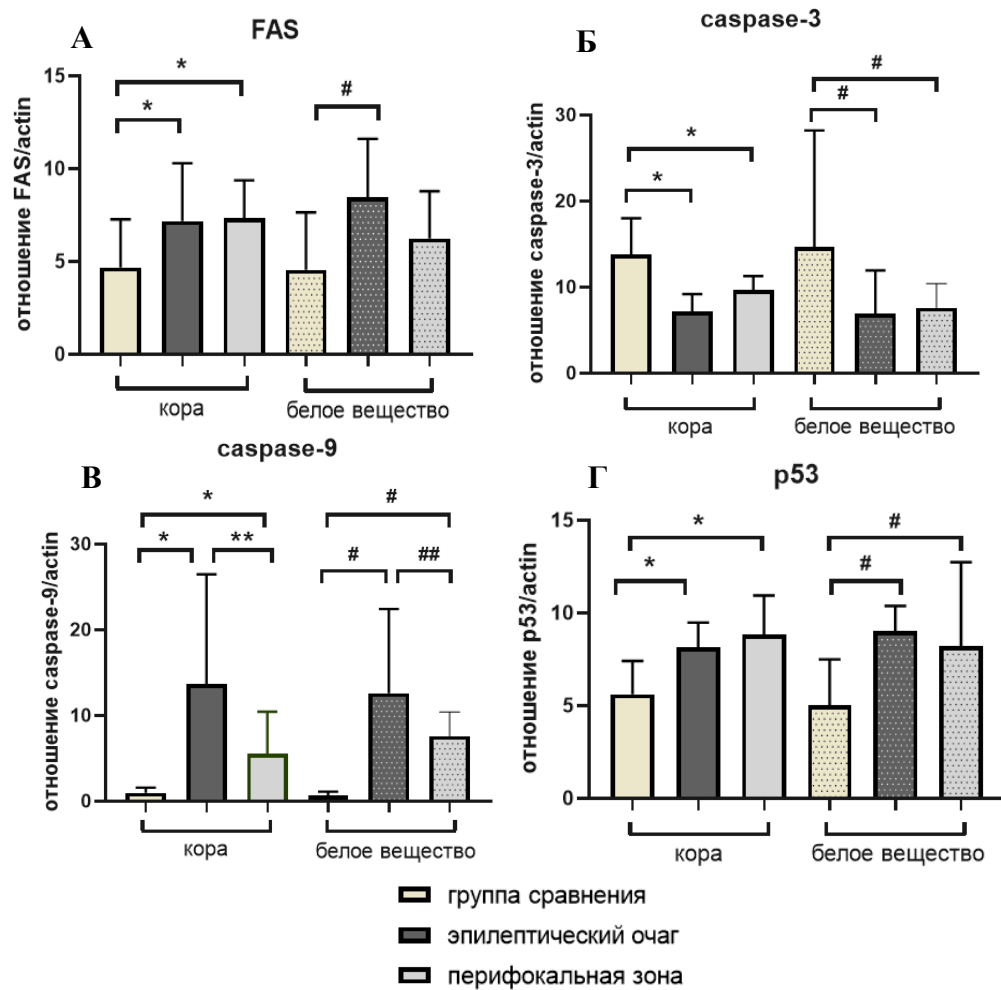 А
FAS
отношение FAS/actin
15
10
5
0
*
*
#
кора
белое вещество
Б
caspase-3
отношение caspase-3/actin
30
20
10
0
*
*
#
#
кора
белое вещество
В
caspase-9
отношение caspase-9/actin
30
20
10
0
*
*
**
#
#
##
кора
белое вещество
Г
p53
отношение p53/actin
15
10
5
0
*
*
#
#
кора
белое вещество
группа сравнения
эпилептический очаг
перифокальная зона